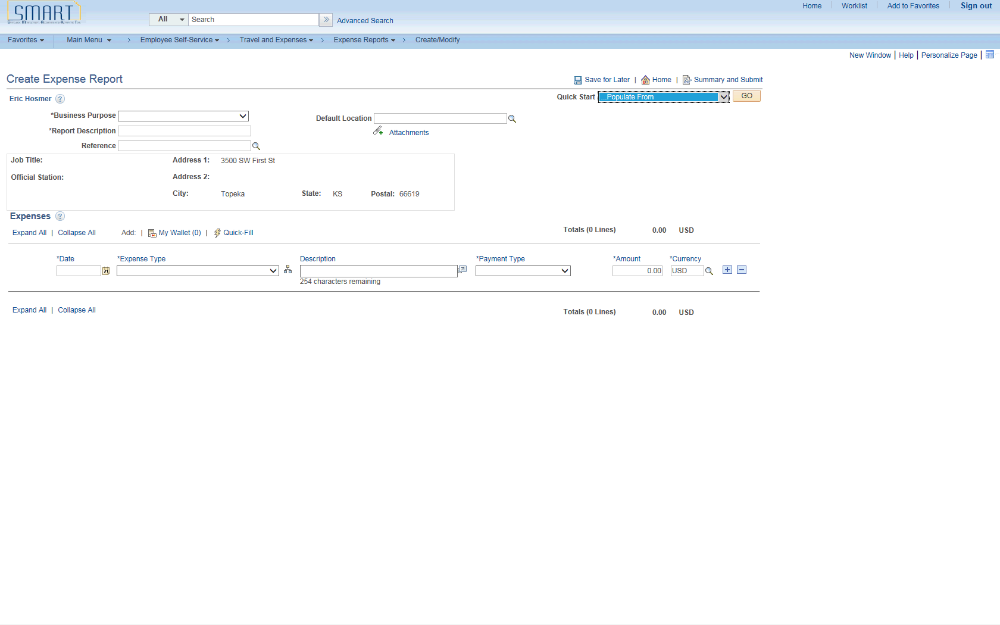 SMART
All Search Advanced Search
Home Worklist Add to Favorites Sign out
Favorites Main Menu > Employee Self-Service > Travel and Expenses > Expense Reports > Create/Modify
New Window | Help | Personalize Page |
Create Expense Report
Save for Later | Home | Summary and Submit
Eric Hosmer ?
Quick Start ...Populate From GO
*Business Purpose
Default Location
*Report Description
Attachments
Reference
Job Title: Address 1: 3500 SW First St
Official Station: Address 2:
City: Topeka State: KS Postal: 66619
Expenses ?
Expand All | Collapse All Add: | My Wallet (0) | Quick-Fill
Totals (0 Lines) 0.00 USD
*Date *Expense Type Description *Payment Type *Amount *Currency
31 0.00 USD
254 characters remaining
Expand All | Collapse All
Totals (0 Lines) 0.00 USD